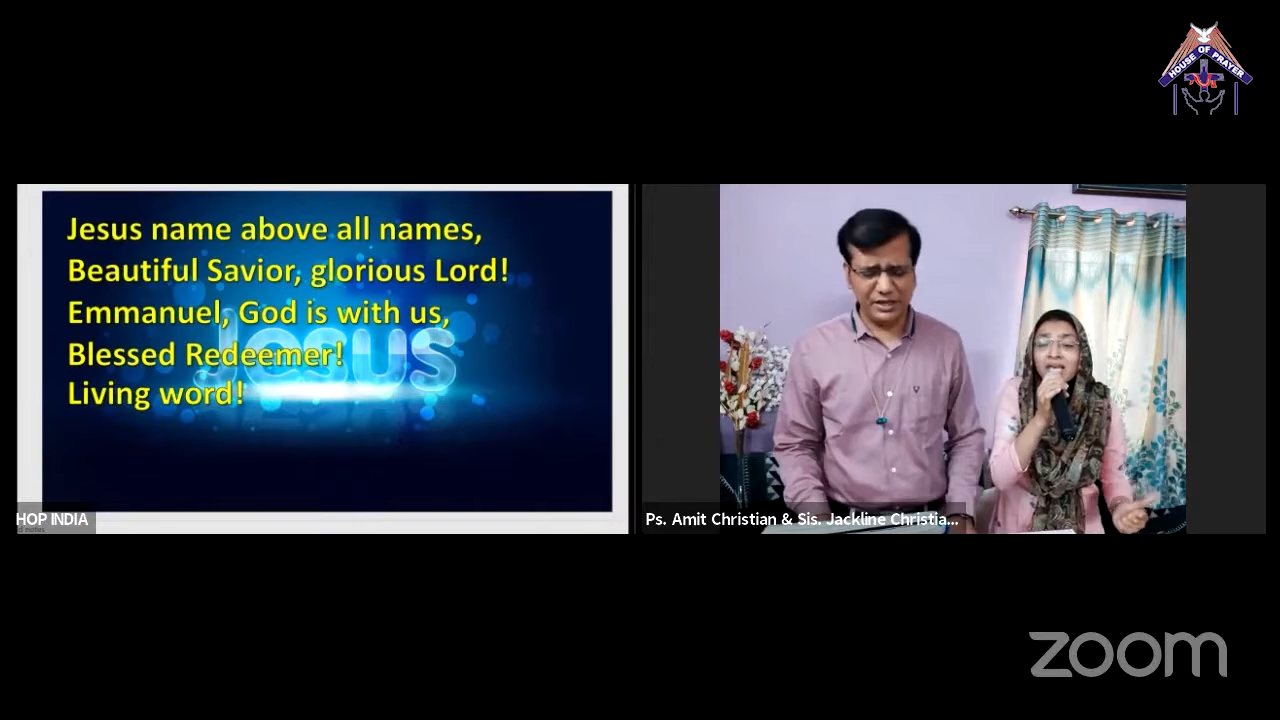 HOUSE OF PRAYER
Jesus name above all names,
Beautiful Savior, glorious Lord!
Emmanuel, God is with us,
Blessed Redeemer!
Living word!
Jesus
HOP INDIA
Ps. Amit Christian & Sis. Jackline Christia...
zoom